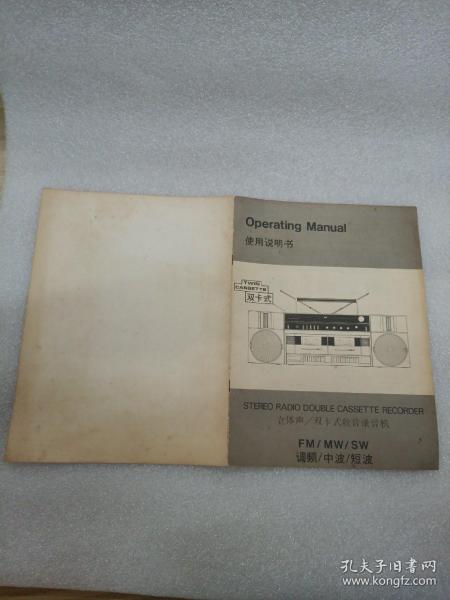 Operating Manual
使用说明书
TWIN
CASSETTE
双卡式
STEREO RADIO DOUBLE CASSETTE RECORDER
立体声/双卡式收音录音机
FM/MW/SW
调频/中波/短波
孔夫子旧书网
www.kongfz.com